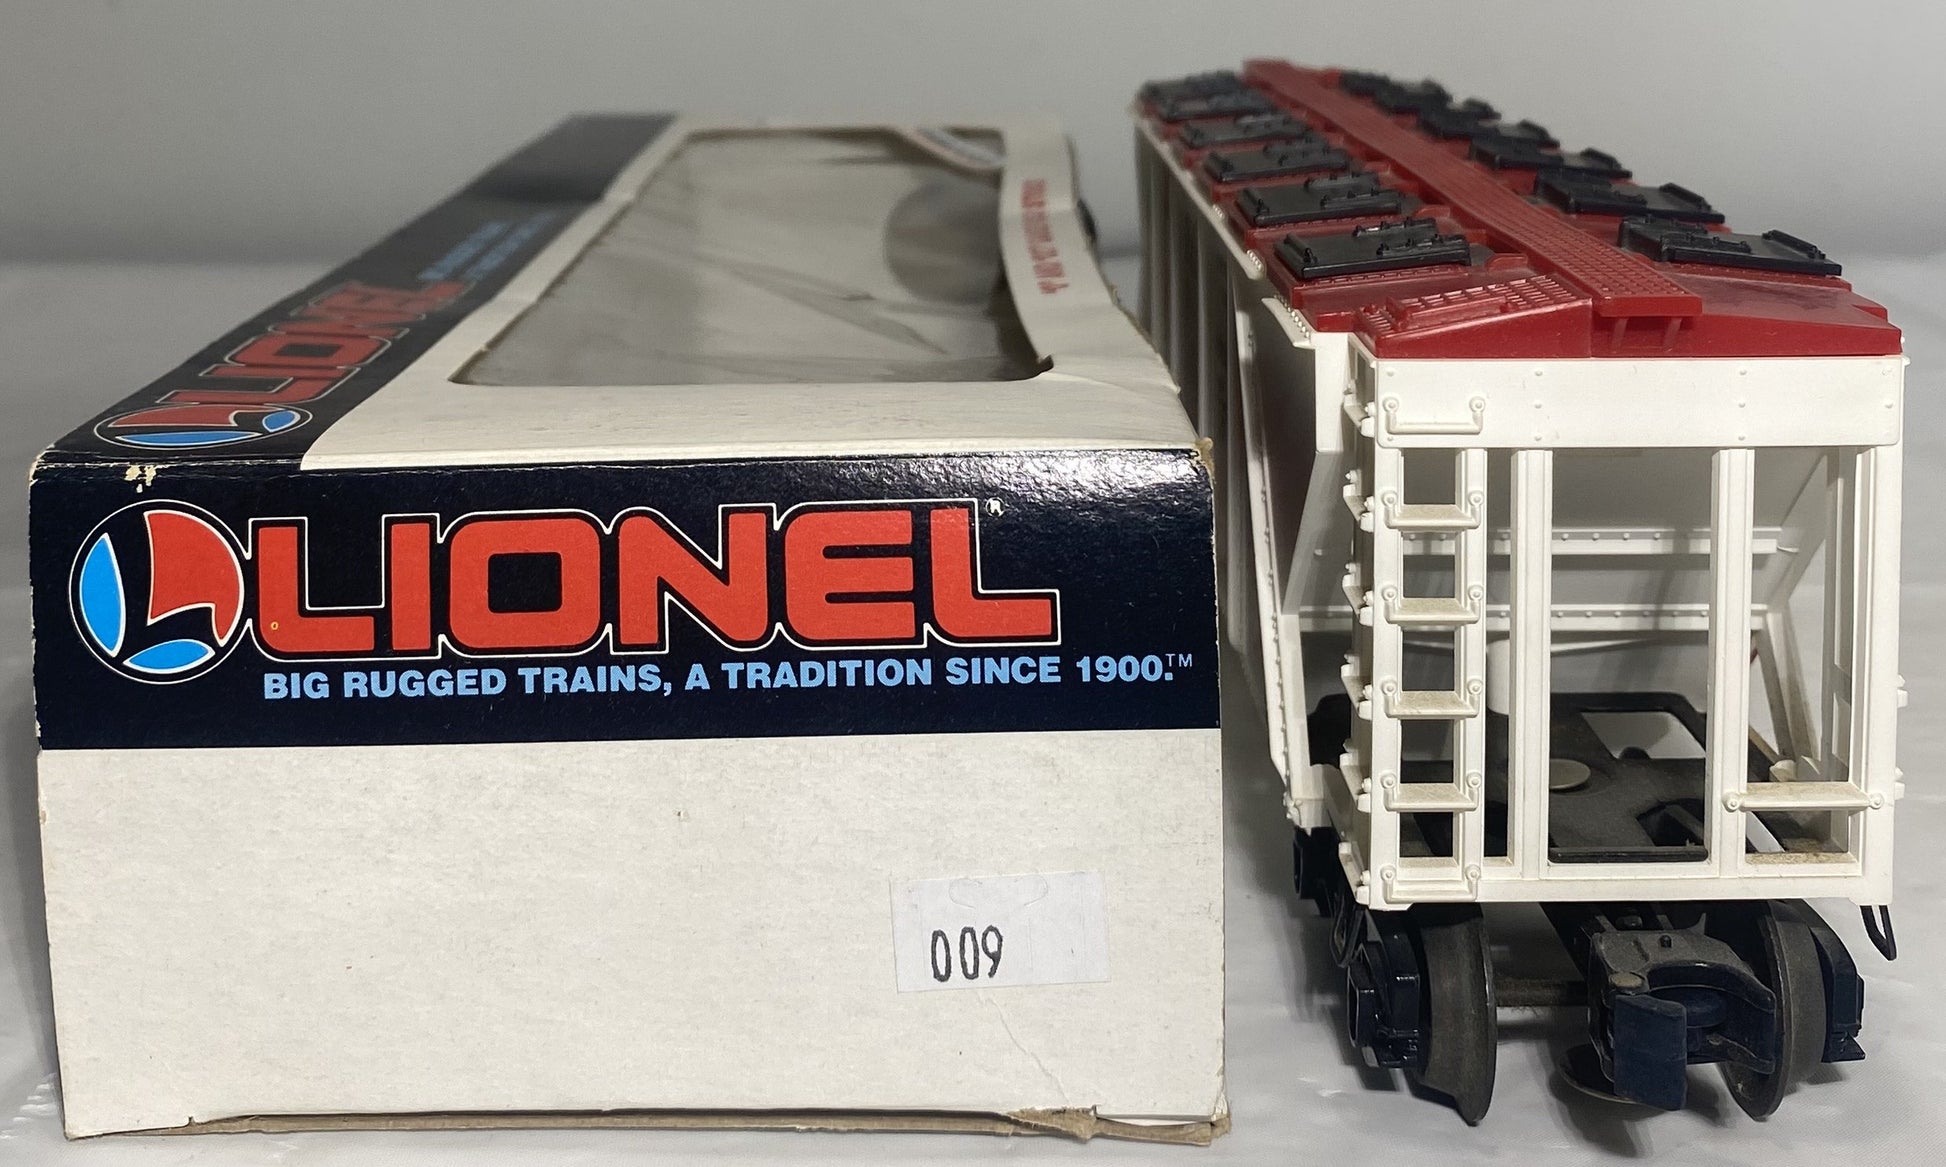 LIONEL
LIONEL®
BIG RUGGED TRAINS, A TRADITION SINCE 1900.™
009